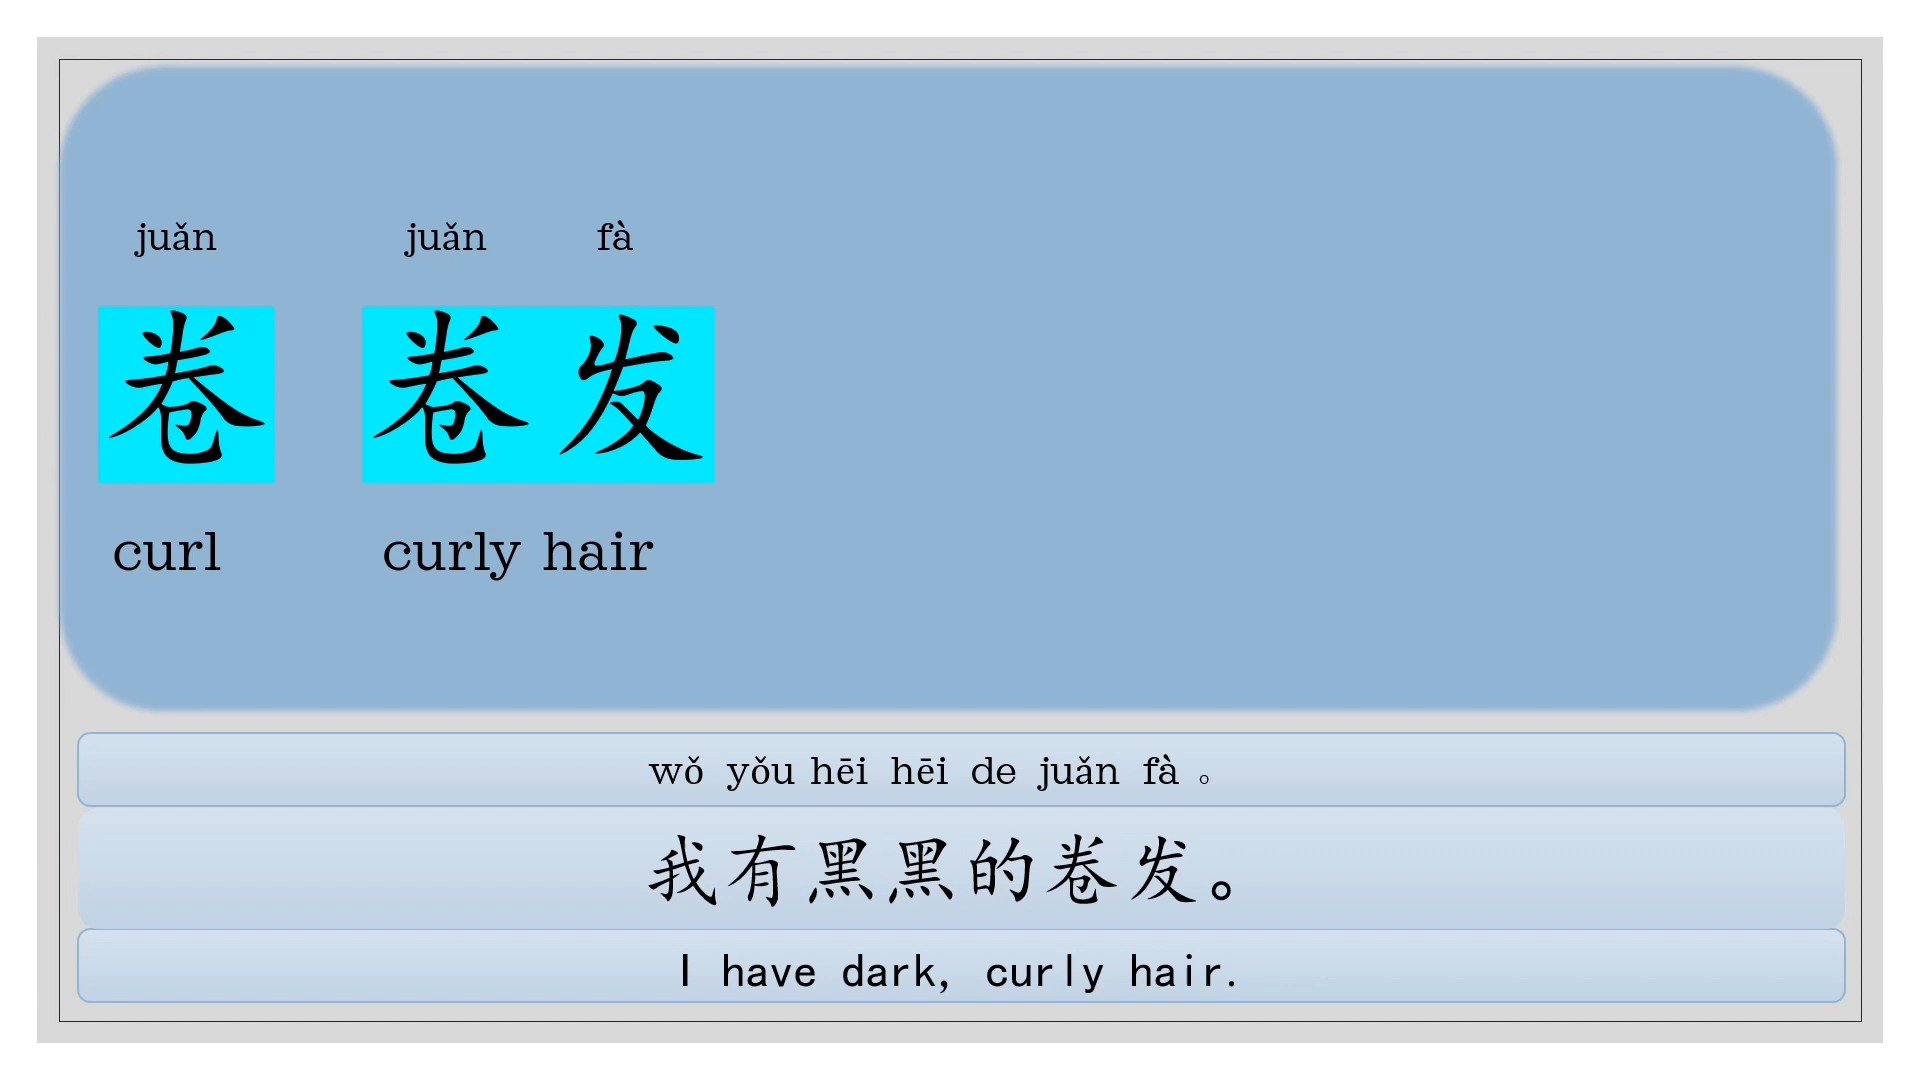 juǎn juǎn fà
卷 卷发
curl curly hair
wǒ yǒu hēi hēi de juǎn fà 。
我有黑黑的卷发。
I have dark, curly hair.